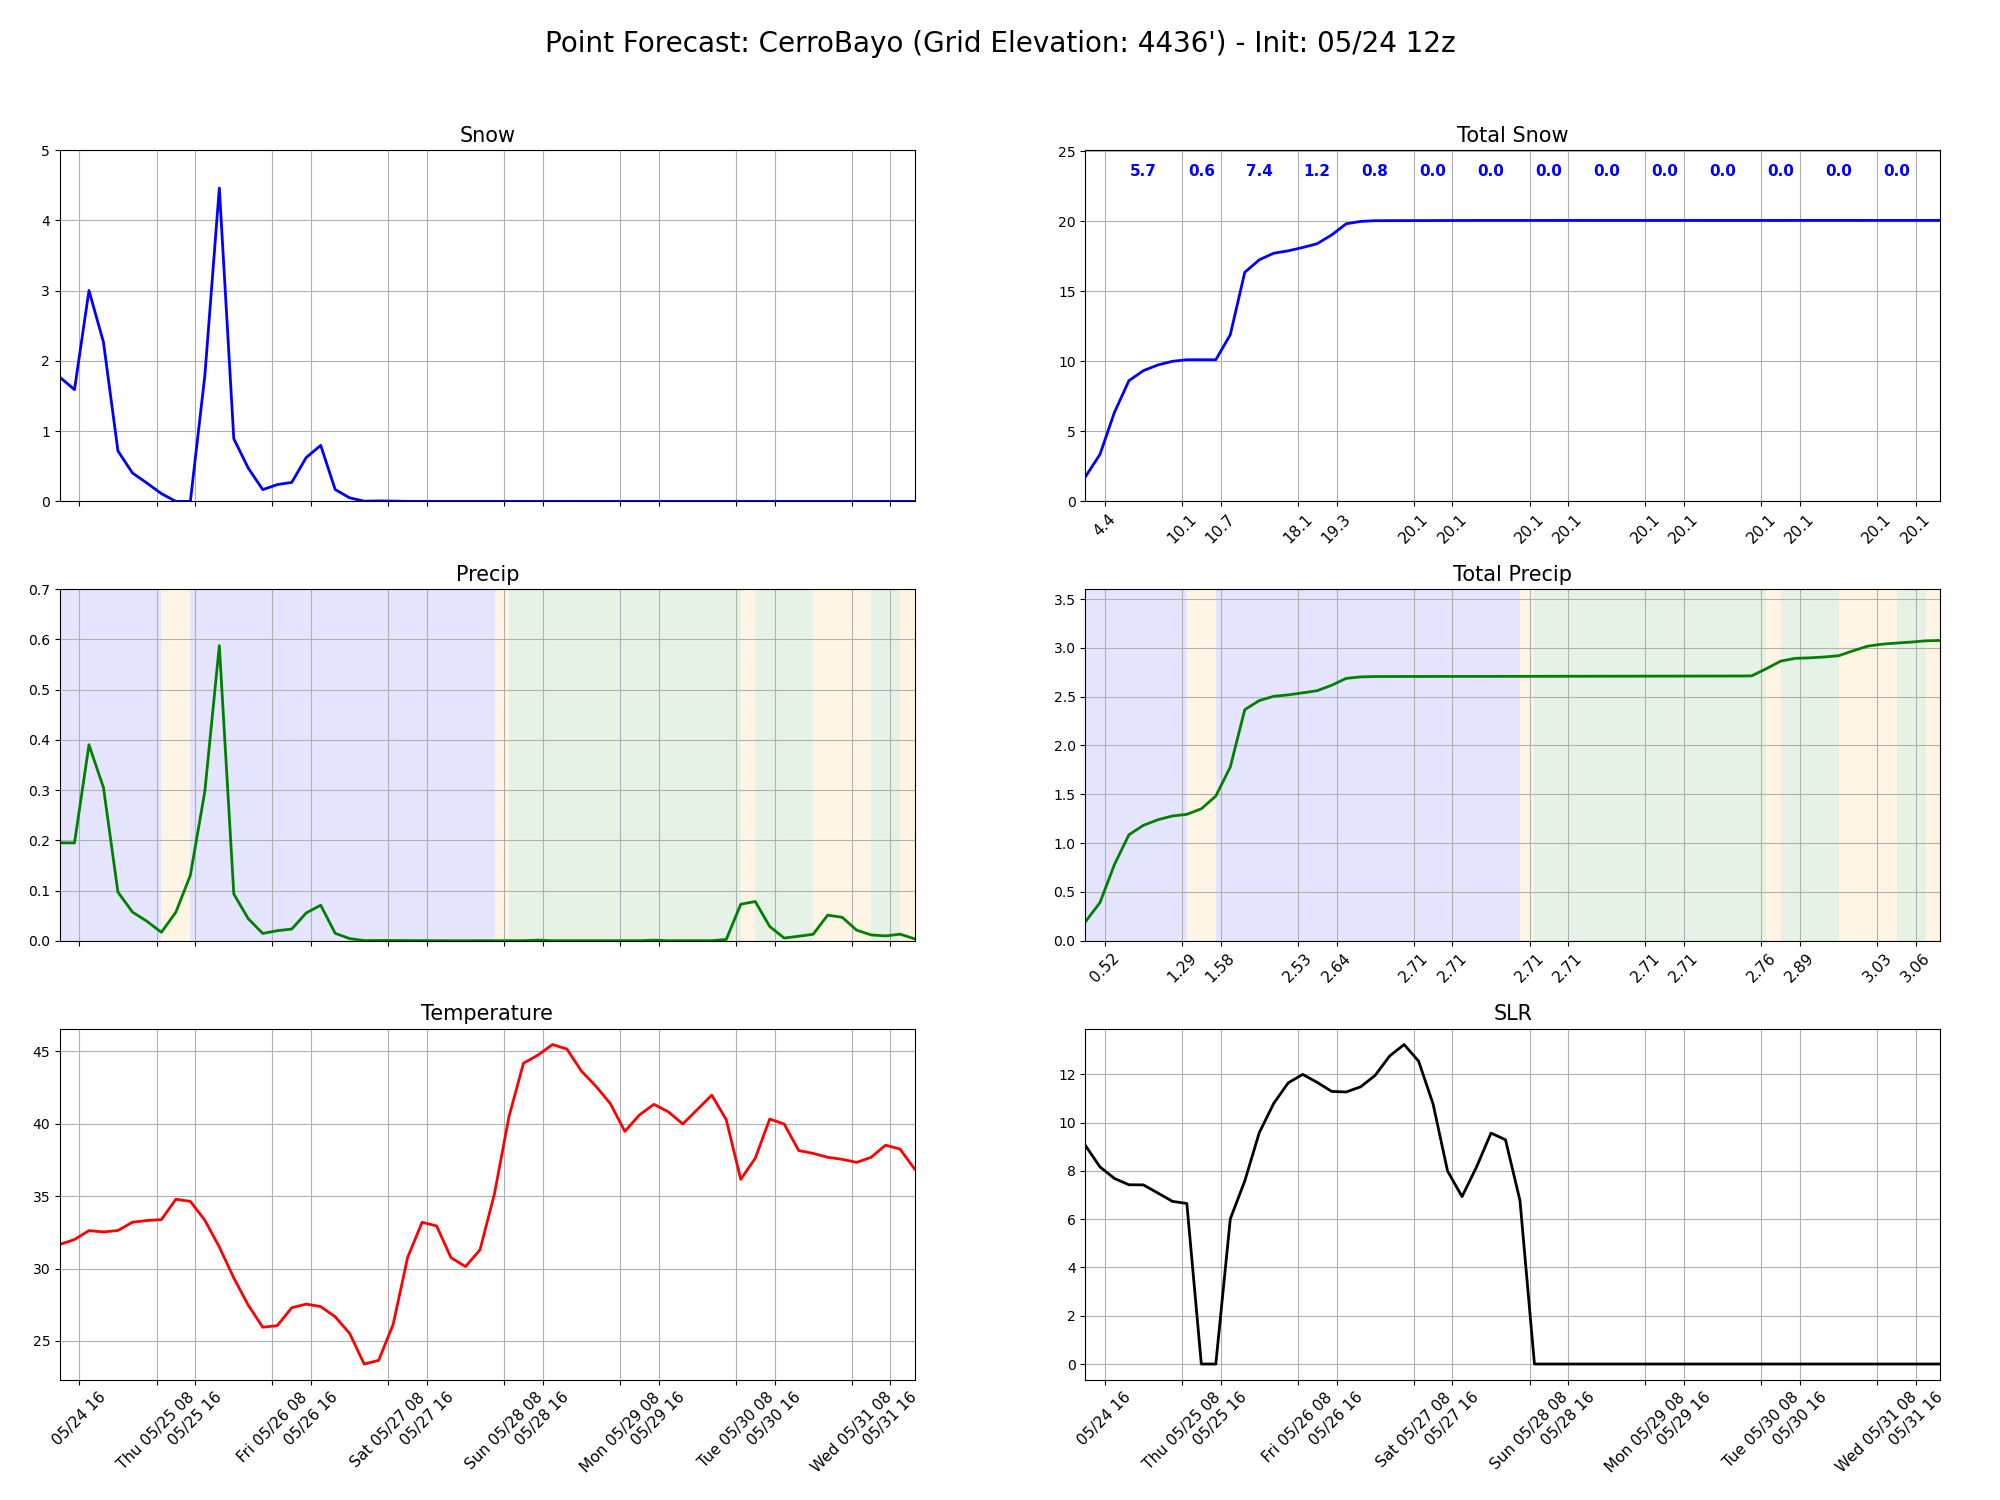 Point Forecast: CerroBayo (Grid Elevation: 4436') - Init: 05/24 12z
Snow
5
4
3
2
1
0
Total Snow
25
20
15
10
5
0
5.7 0.6 7.4 1.2 0.8 0.0 0.0 0.0 0.0 0.0 0.0 0.0 0.0 0.0
4.4 10.1 10.7 18.1 19.3 20.1 20.1 20.1 20.1 20.1 20.1 20.1 20.1 20.1 20.1
Precip
0.7
0.6
0.5
0.4
0.3
0.2
0.1
0.0
Total Precip
3.5
3.0
2.5
2.0
1.5
1.0
0.5
0.0
0.52 1.29 1.58 2.53 2.64 2.71 2.71 2.71 2.71 2.71 2.71 2.76 2.89 3.03 3.06
Temperature
45
40
35
30
25
05/24 16
Thu 05/25 08
05/25 16
Fri 05/26 08
05/26 16
Sat 05/27 08
05/27 16
Sun 05/28 08
05/28 16
Mon 05/29 08
05/29 16
Tue 05/30 08
05/30 16
Wed 05/31 08
05/31 16
SLR
12
10
8
6
4
2
0
05/24 16
Thu 05/25 08
05/25 16
Fri 05/26 08
05/26 16
Sat 05/27 08
05/27 16
Sun 05/28 08
05/28 16
Mon 05/29 08
05/29 16
Tue 05/30 08
05/30 16
Wed 05/31 08
05/31 16